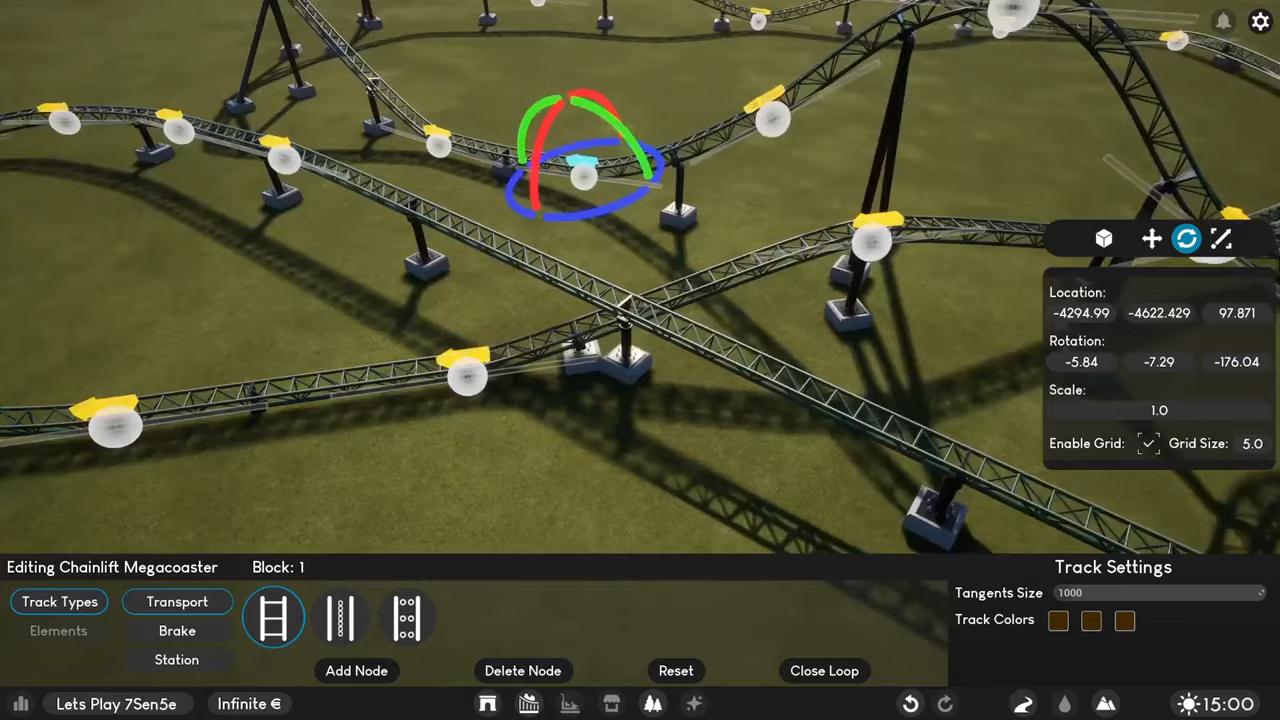 Location:
-4294.99 -4622.429 97.871
Rotation:
-5.84 -7.29 -176.04
Scale:
1.0
Enable Grid: Grid Size: 5.0
Editing Chainlift Megacoaster Block: 1
Track Settings
Track Types Transport
Elements Brake
Station
Tangents Size 1000
Track Colors
Add Node Delete Node Reset Close Loop
Lets Play 7Sen5e Infinite € 15:00